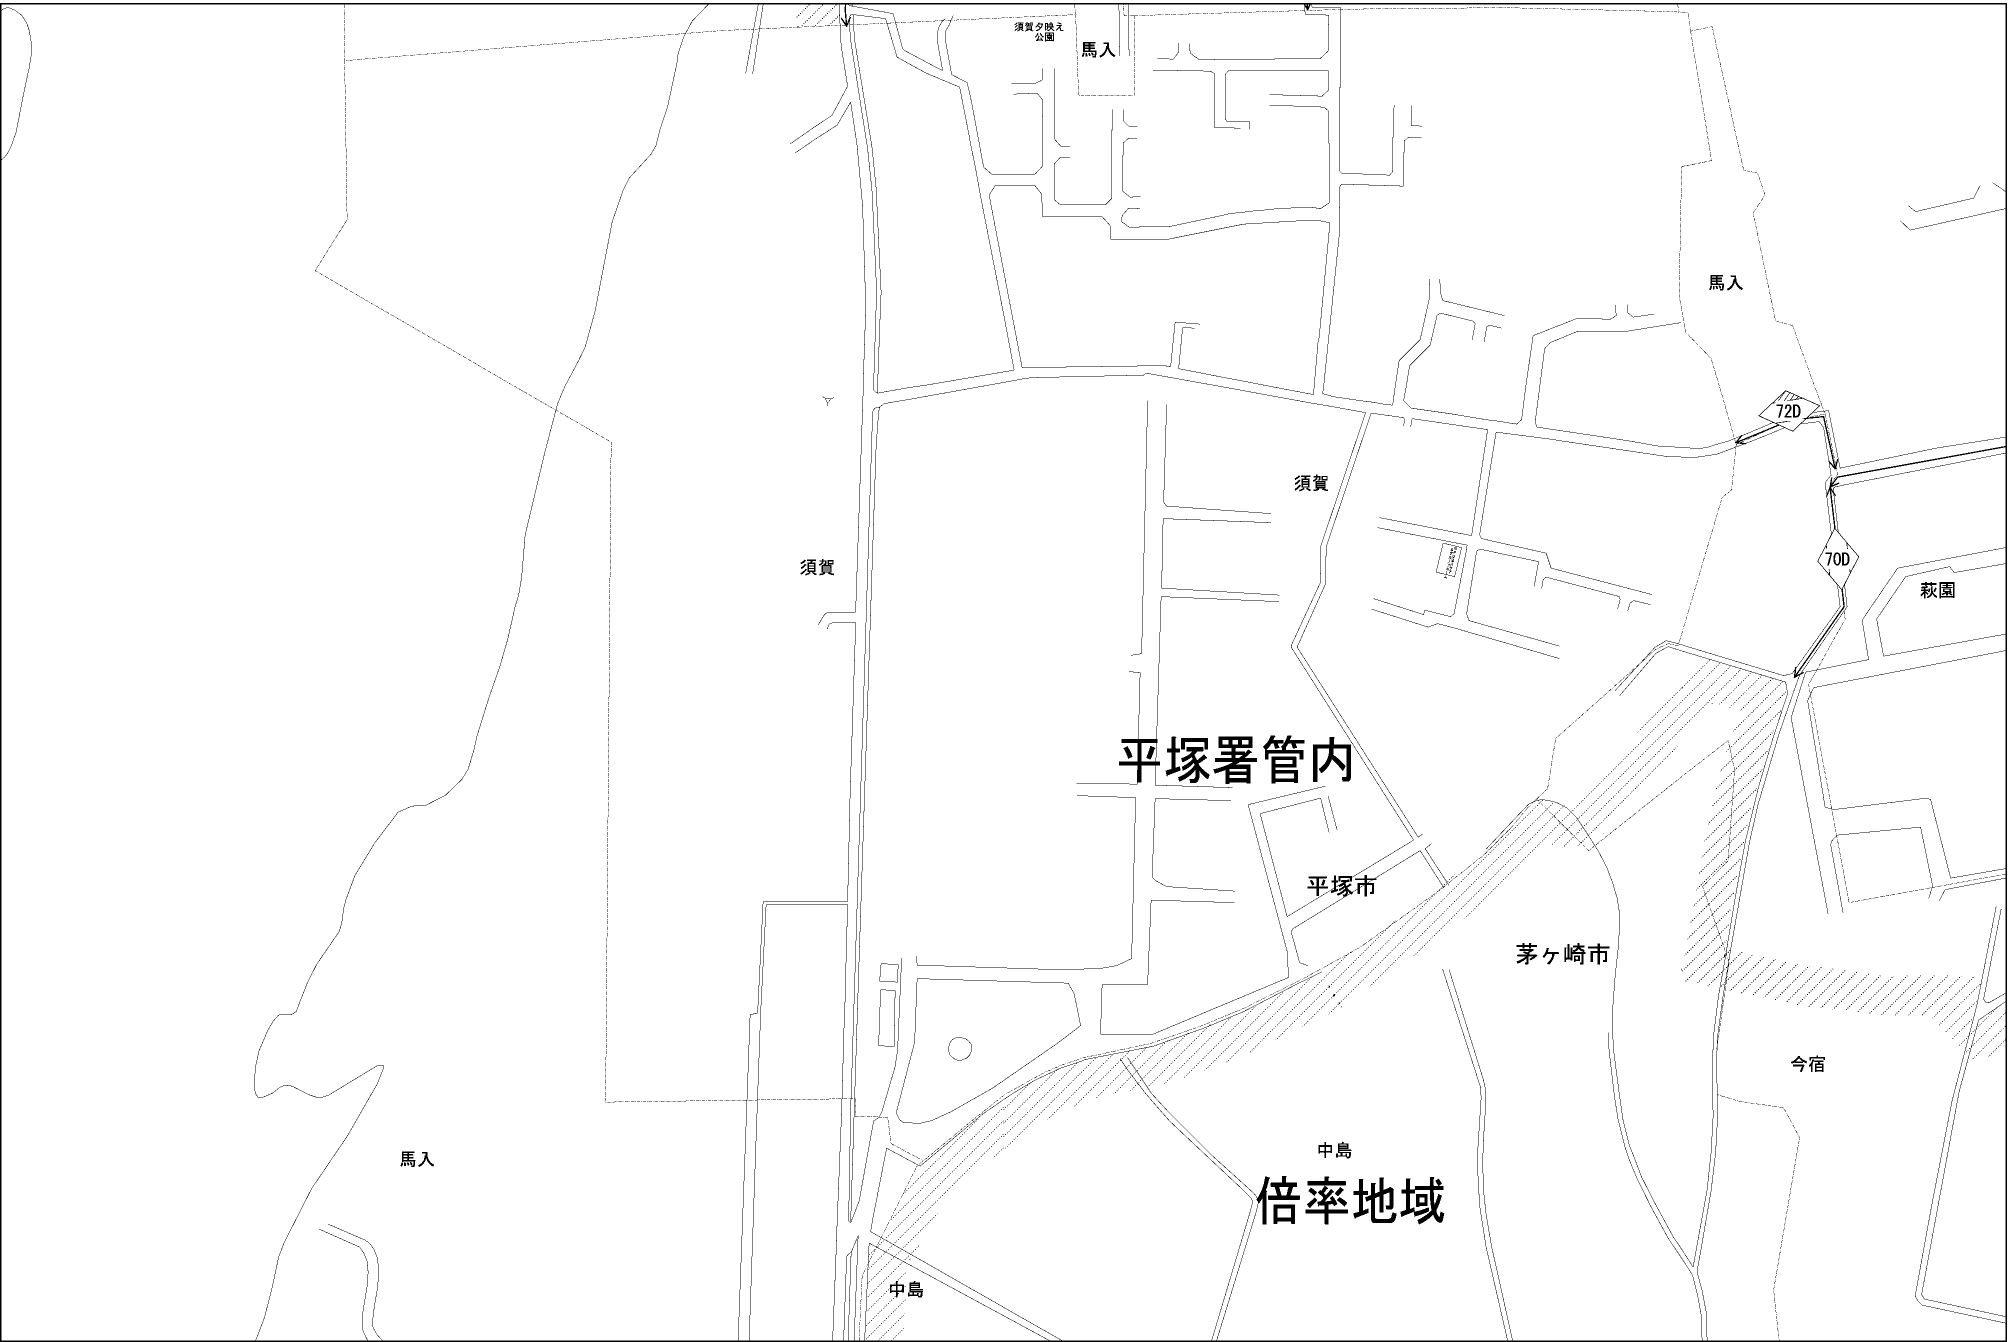 須賀夕映え
公園
馬入
馬入
72D
須賀
70D
須賀
萩園
平塚署管内
平塚市
茅ヶ崎市
今宿
中島
馬入
倍率地域
中島